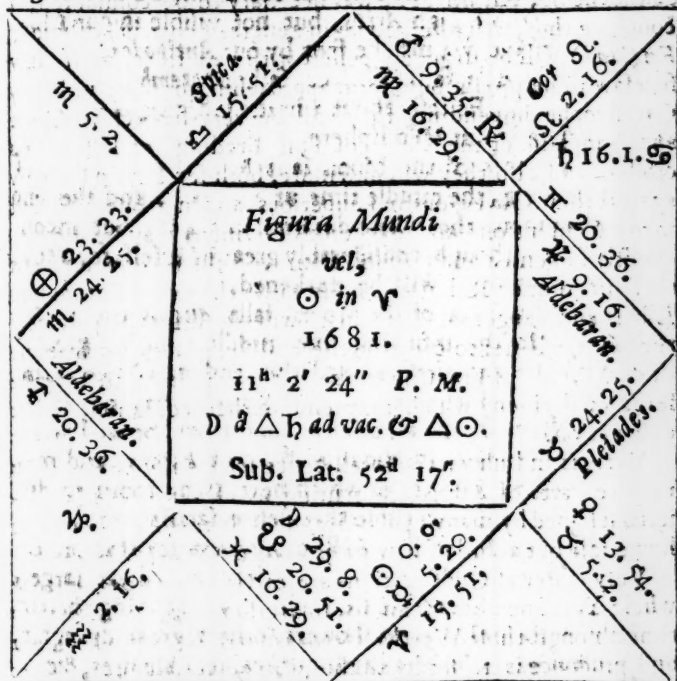 ♏ 5. 2.
Spica.
♎ 15. 51.
♂ 9. 35. ℞
♍ 16 29.
Cor ♌.
♌ 2. 16.
♄ 16. 1. ♋
♊ 20. 36.
♃ 9. 16.
Aldebaran.
⊗ 23. 23.
♏ 24. 25.
Figura Mundi
vel,
☉ in ♈
1681.
11ʰ 2' 24" P. M.
☽ à △ ♄ ad vac. & △ ☉.
Sub. Lat. 52ᵈ 17".
Aldebaran.
♐ 20. 36.
♉ 24. 25.
Pleiades.
♑.
♒ 2. 16.
☽ 29. 8.
☋ 20. 51.
♓ 16. 29
☉ 0. 0.
☿ 5. 20.
♈ 15. 51.
♀ 13. 54.
♉ 5. 2.